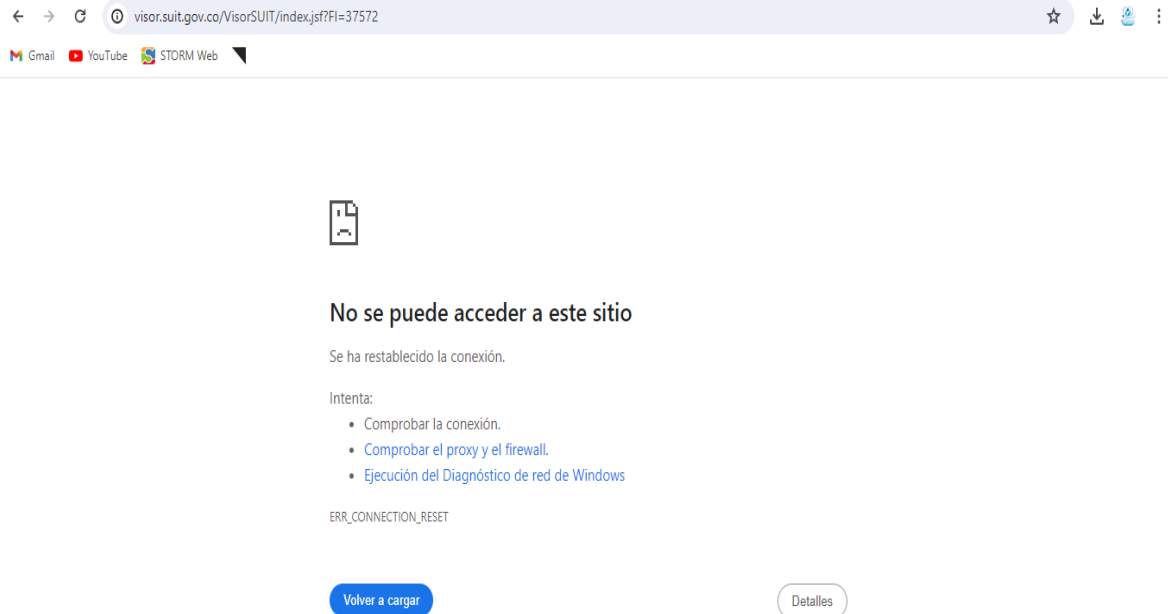 visor.suit.gov.co/VisorSUIT/index.jsf?FI=37572
Gmail YouTube STORM Web
No se puede acceder a este sitio
Se ha restablecido la conexión.
Intenta:
• Comprobar la conexión.
• Comprobar el proxy y el firewall.
• Ejecución del Diagnóstico de red de Windows
ERR_CONNECTION_RESET
Volver a cargar Detalles